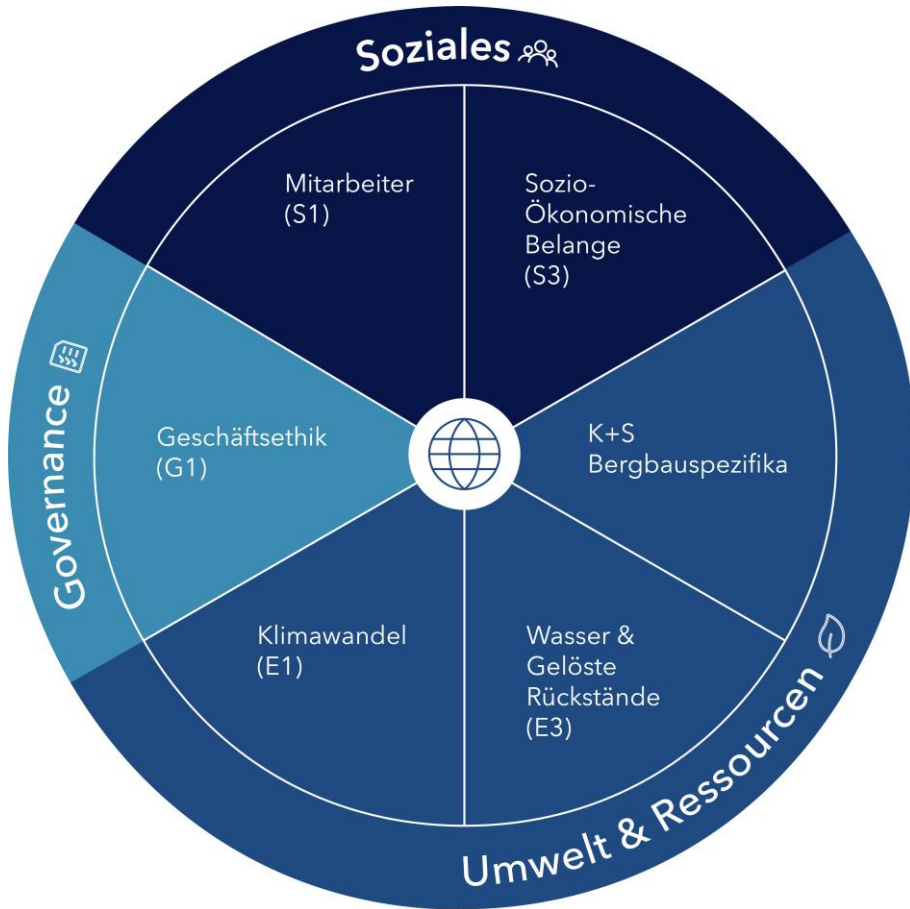 Soziales
Mitarbeiter
(S1)
Sozio-
Ökonomische
Belange
(S3)
Governance
Geschäftsethik
(G1)
K+S
Bergbauspezifika
Klimawandel
(E1)
Wasser &
Gelöste
Rückstände
(E3)
Umwelt & Ressourcen